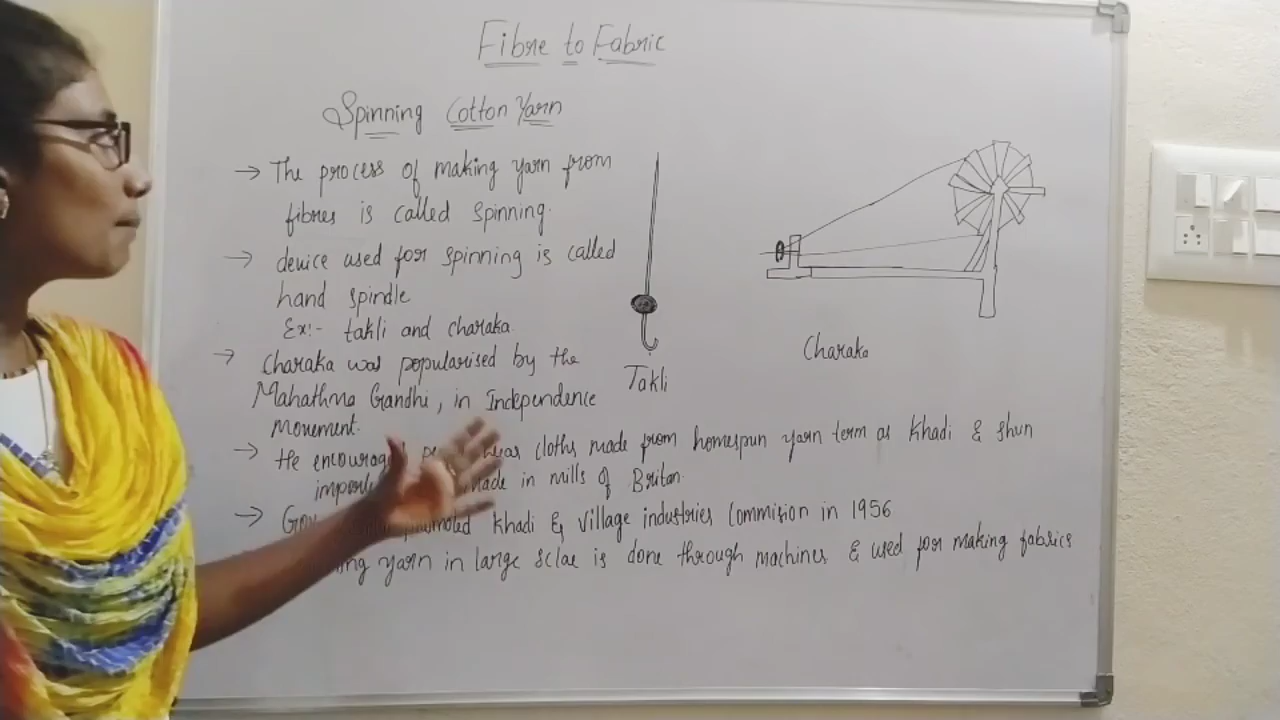 Fibre to Fabric
Spinning Cotton Yarn
→ The process of making yarn from
fibres is called spinning.
→ device used for spinning is called
hand spindle
Ex:- takli and charaka.
→ Charaka was popularised by the
Mahathma Gandhi, in Independence
Movement.
→ He encourag cloths made from homespun yarn term as khadi & shun
made in mills of Britan.
→ promoted khadi & village industries Commision in 1956
yarn in large sclae is done through machines & used for making fabrics
Takli
Charaka